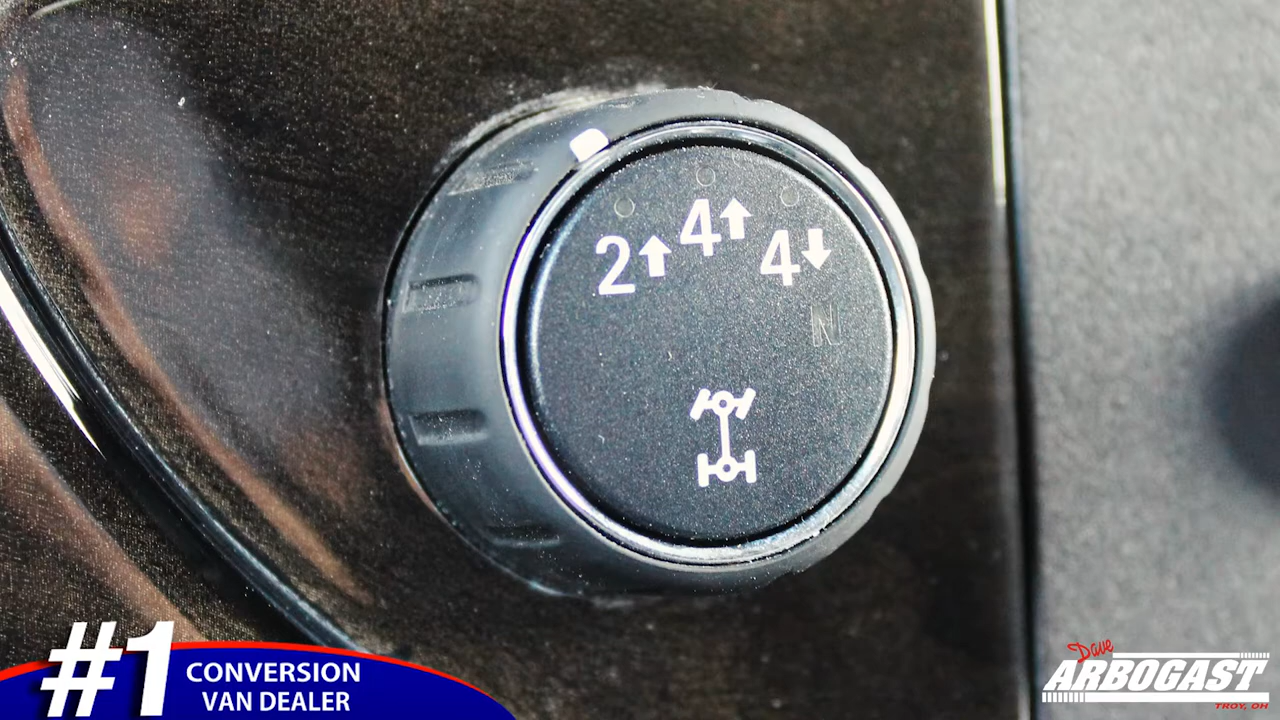 2↑ 4↑ 4↓
N
#1 CONVERSION
VAN DEALER
Dave
ARBOGAST
TROY, OH